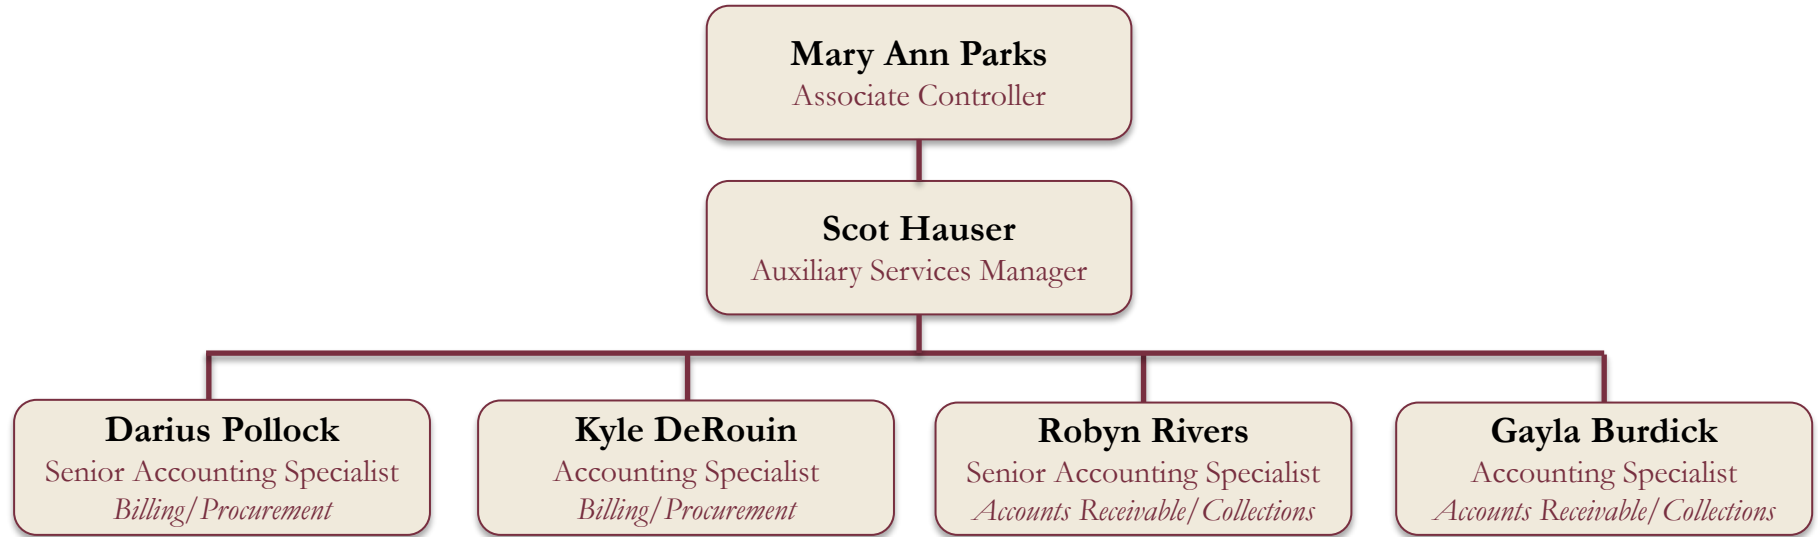 Mary Ann Parks
Associate Controller
Scot Hauser
Auxiliary Services Manager
Darius Pollock
Senior Accounting Specialist
Billing/Procurement
Kyle DeRouin
Accounting Specialist
Billing/Procurement
Robyn Rivers
Senior Accounting Specialist
Accounts Receivable/Collections
Gayla Burdick
Accounting Specialist
Accounts Receivable/Collections